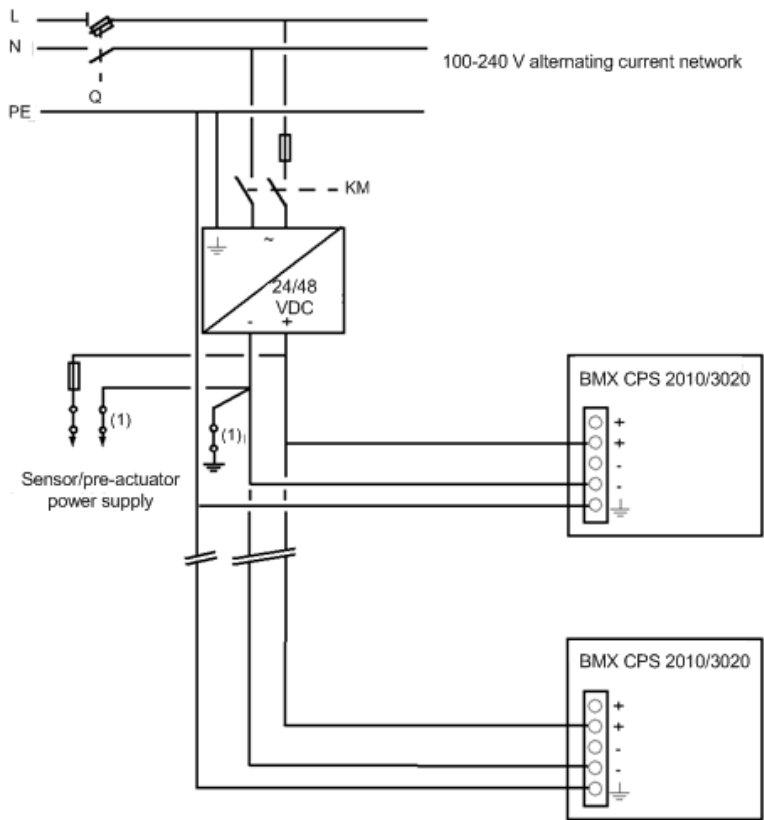 L
N
100-240 V alternating current network
Q
PE
KM
~
24/48
VDC
- +
BMX CPS 2010/3020
+
+
-
-
(1)
(1)
Sensor/pre-actuator
power supply
BMX CPS 2010/3020
+
+
-
-